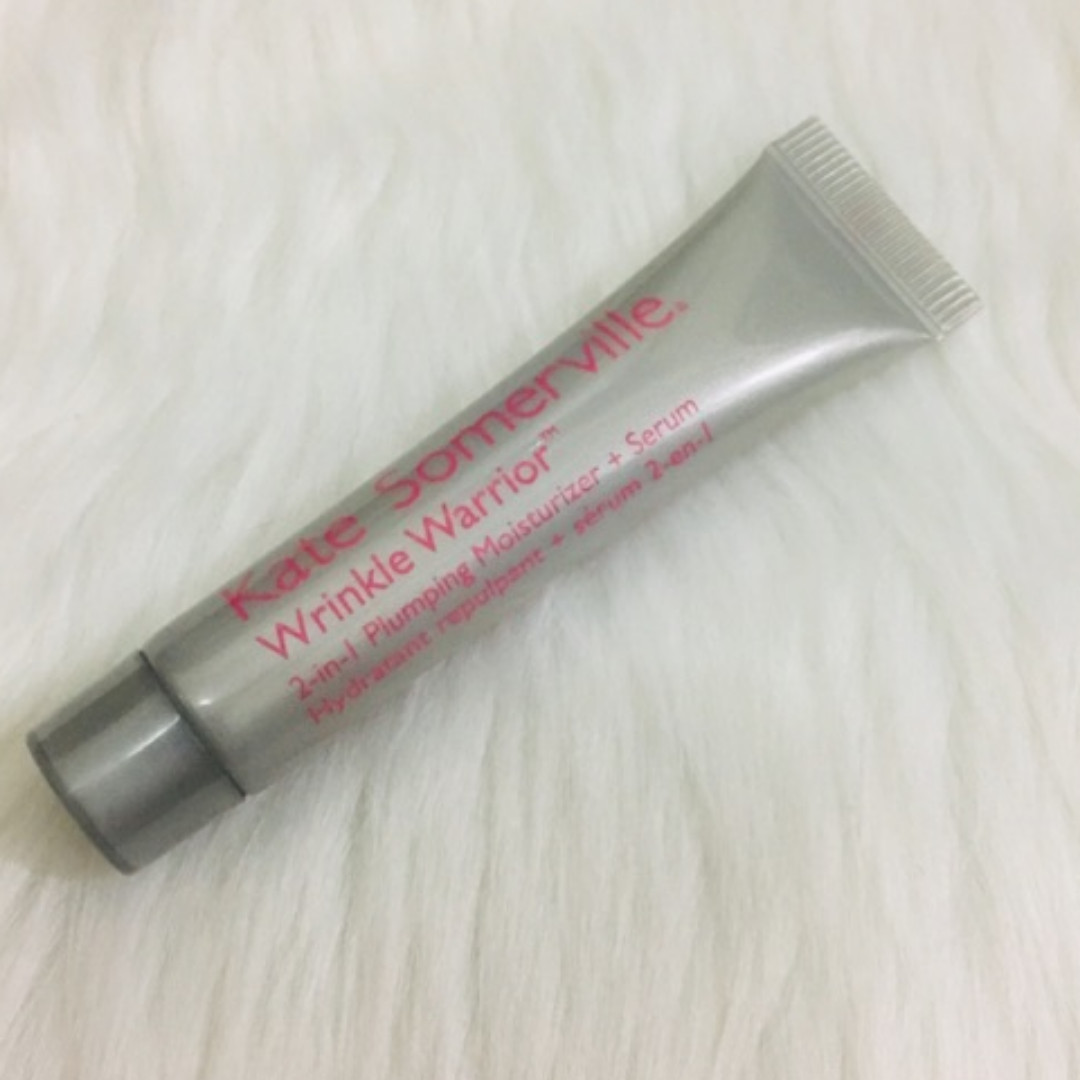 Kate Somerville®
Wrinkle Warrior™
2-in-1 Plumping Moisturizer + Serum
Hydratant repulpant + sérum 2-en-1